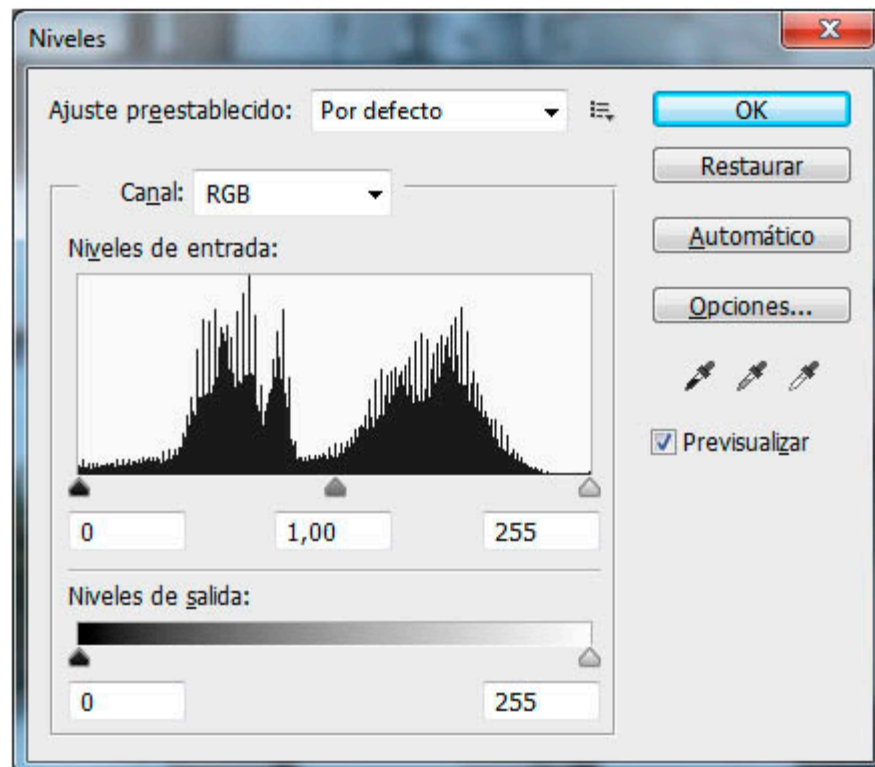 Niveles
Ajuste preestablecido: Por defecto
OK
Restaurar
Canal: RGB
Automático
Niveles de entrada:
Opciones...
Previsualizar
0 1,00 255
Niveles de salida:
0 255